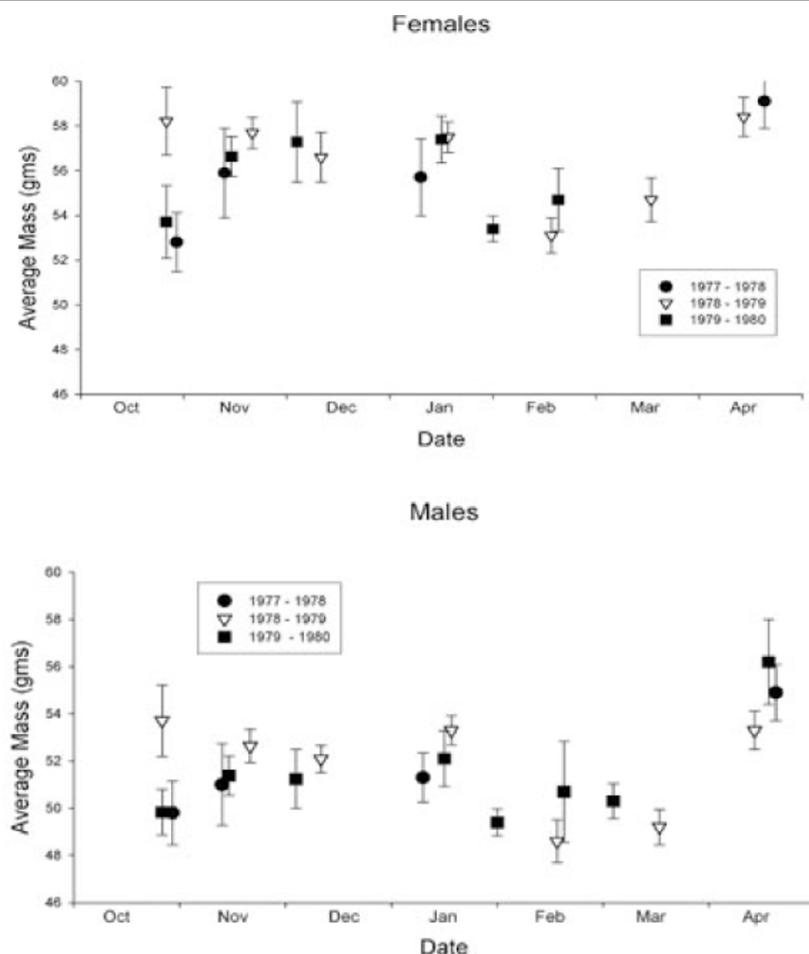 Females
60
58
56
54
52
50
48
46
Average Mass (gms)
1977 - 1978
1978 - 1979
1979 - 1980
Oct Nov Dec Jan Feb Mar Apr
Date
Males
60
58
56
54
52
50
48
46
Average Mass (gms)
1977 - 1978
1978 - 1979
1979 - 1980
Oct Nov Dec Jan Feb Mar Apr
Date